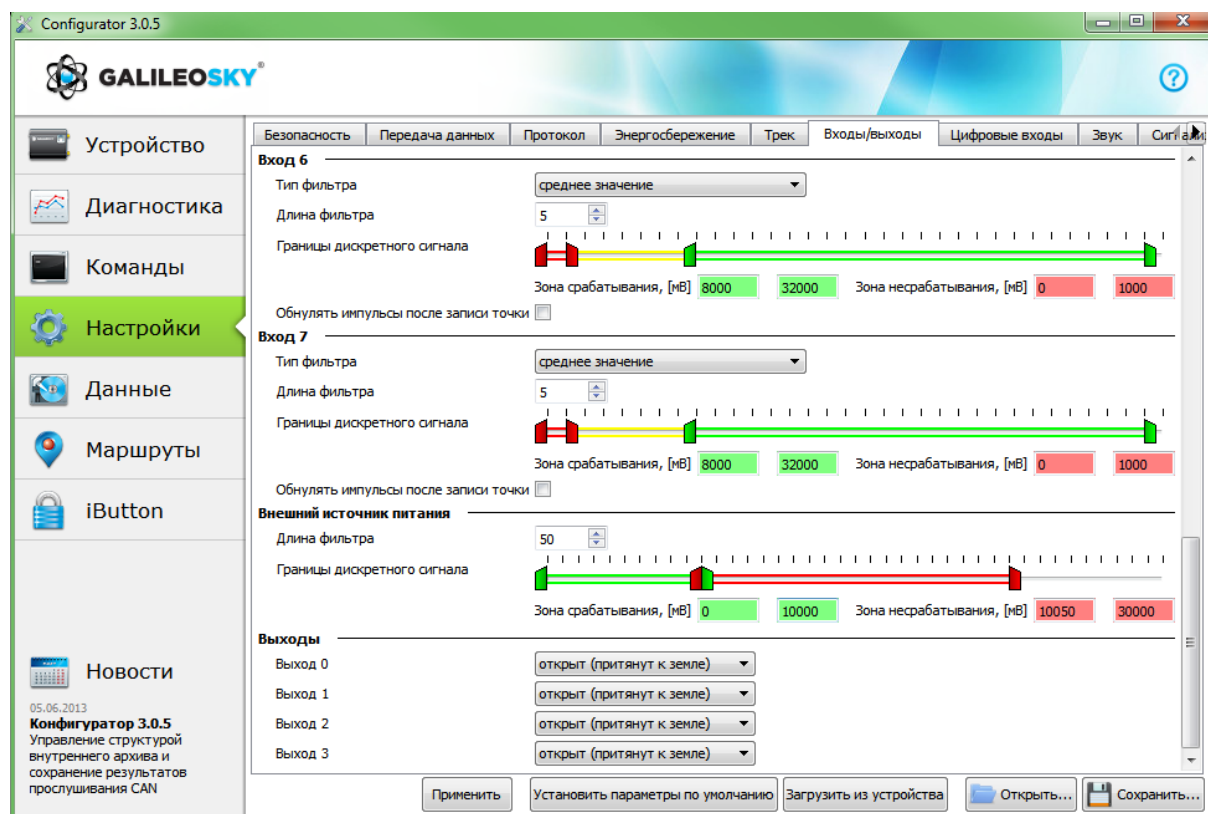 Configurator 3.0.5
GALILEOSKY®
Устройство
Диагностика
Команды
Настройки
Данные
Маршруты
iButton
Новости
05.06.2013
Конфигуратор 3.0.5
Управление структурой
внутреннего архива и
сохранение результатов
прослушивания CAN
Безопасность Передача данных Протокол Энергосбережение Трек Входы/выходы Цифровые входы Звук
Вход 6
Тип фильтра среднее значение
Длина фильтра 5
Границы дискретного сигнала
Зона срабатывания, [мВ] 8000 32000 Зона несрабатывания, [мВ] 0 1000
Обнулять импульсы после записи точки
Вход 7
Тип фильтра среднее значение
Длина фильтра 5
Границы дискретного сигнала
Зона срабатывания, [мВ] 8000 32000 Зона несрабатывания, [мВ] 0 1000
Обнулять импульсы после записи точки
Внешний источник питания
Длина фильтра 50
Границы дискретного сигнала
Зона срабатывания, [мВ] 0 10000 Зона несрабатывания, [мВ] 10050 30000
Выходы
Выход 0 открыт (притянут к земле)
Выход 1 открыт (притянут к земле)
Выход 2 открыт (притянут к земле)
Выход 3 открыт (притянут к земле)
Применить Установить параметры по умолчанию Загрузить из устройства Открыть... Сохранить...